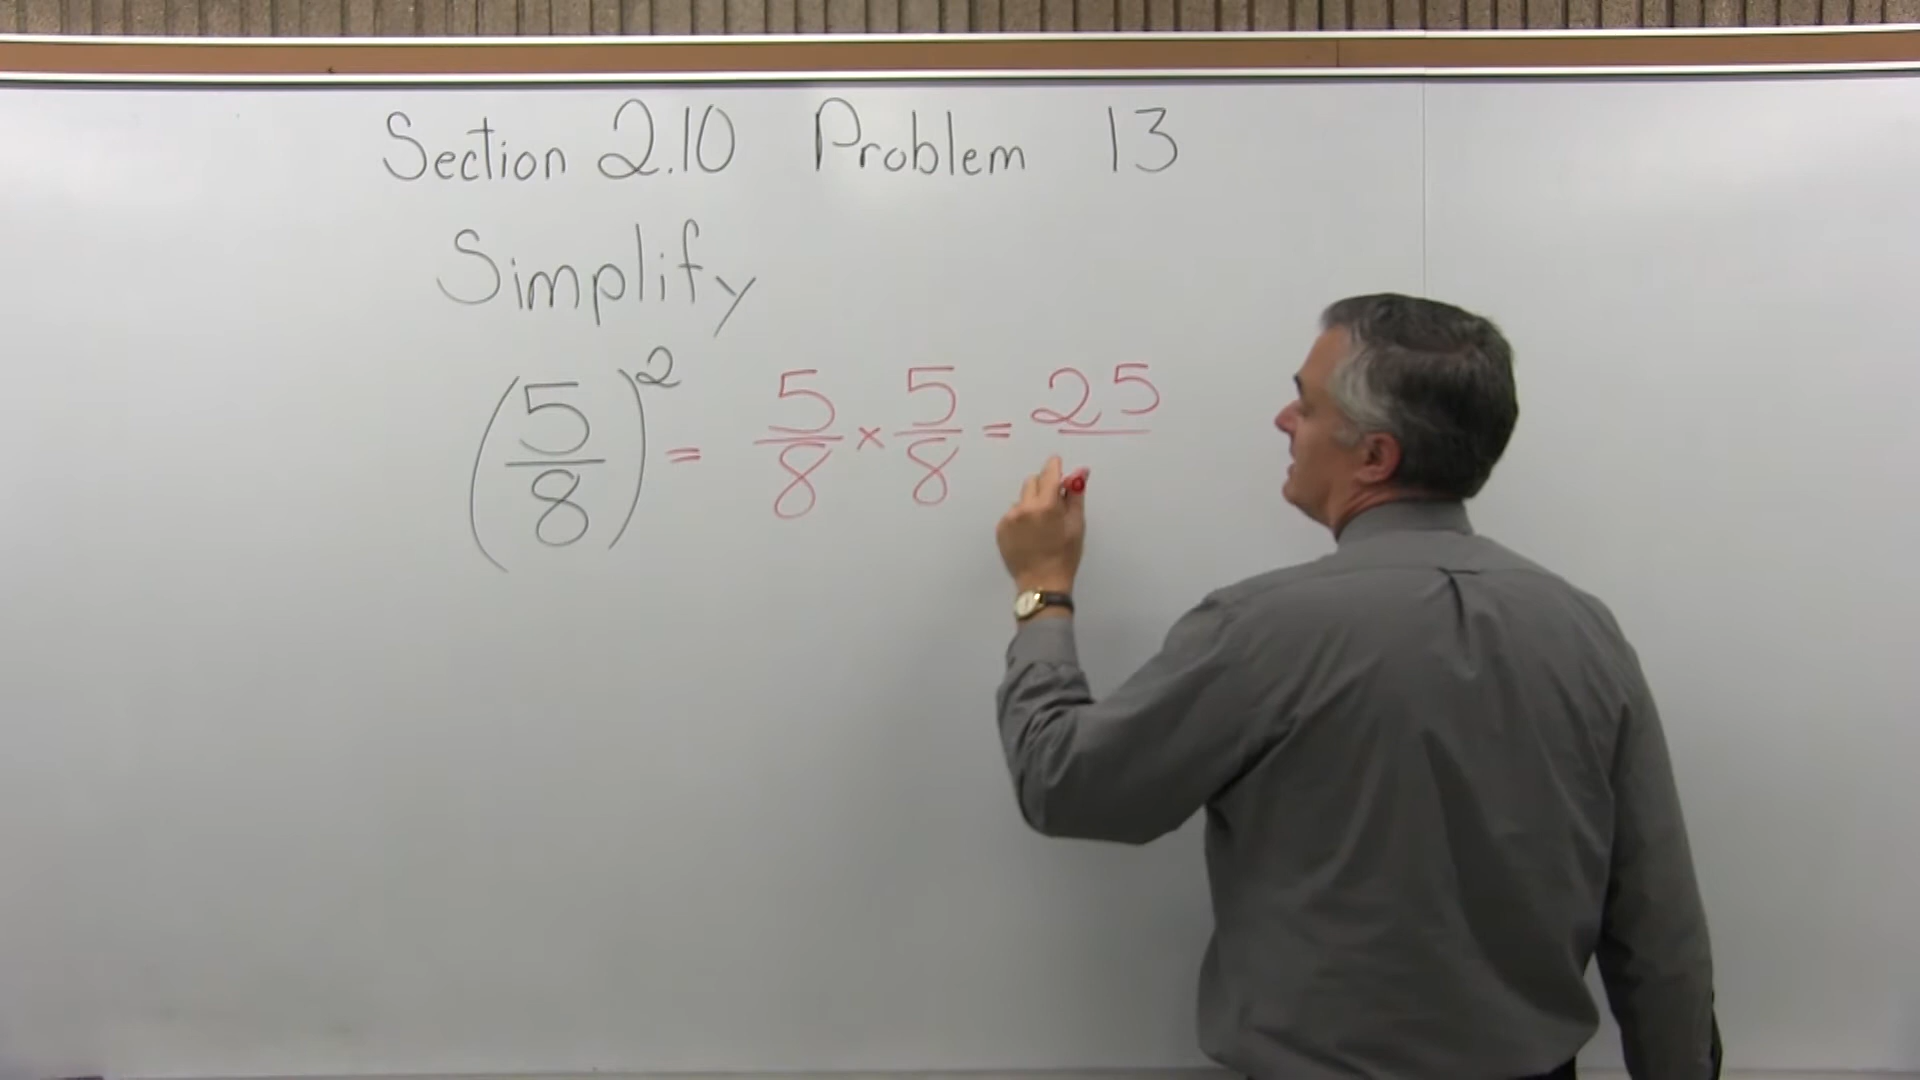 Section 2.10 Problem 13
Simplify
(5/8)² = 5/8 × 5/8 = 25/